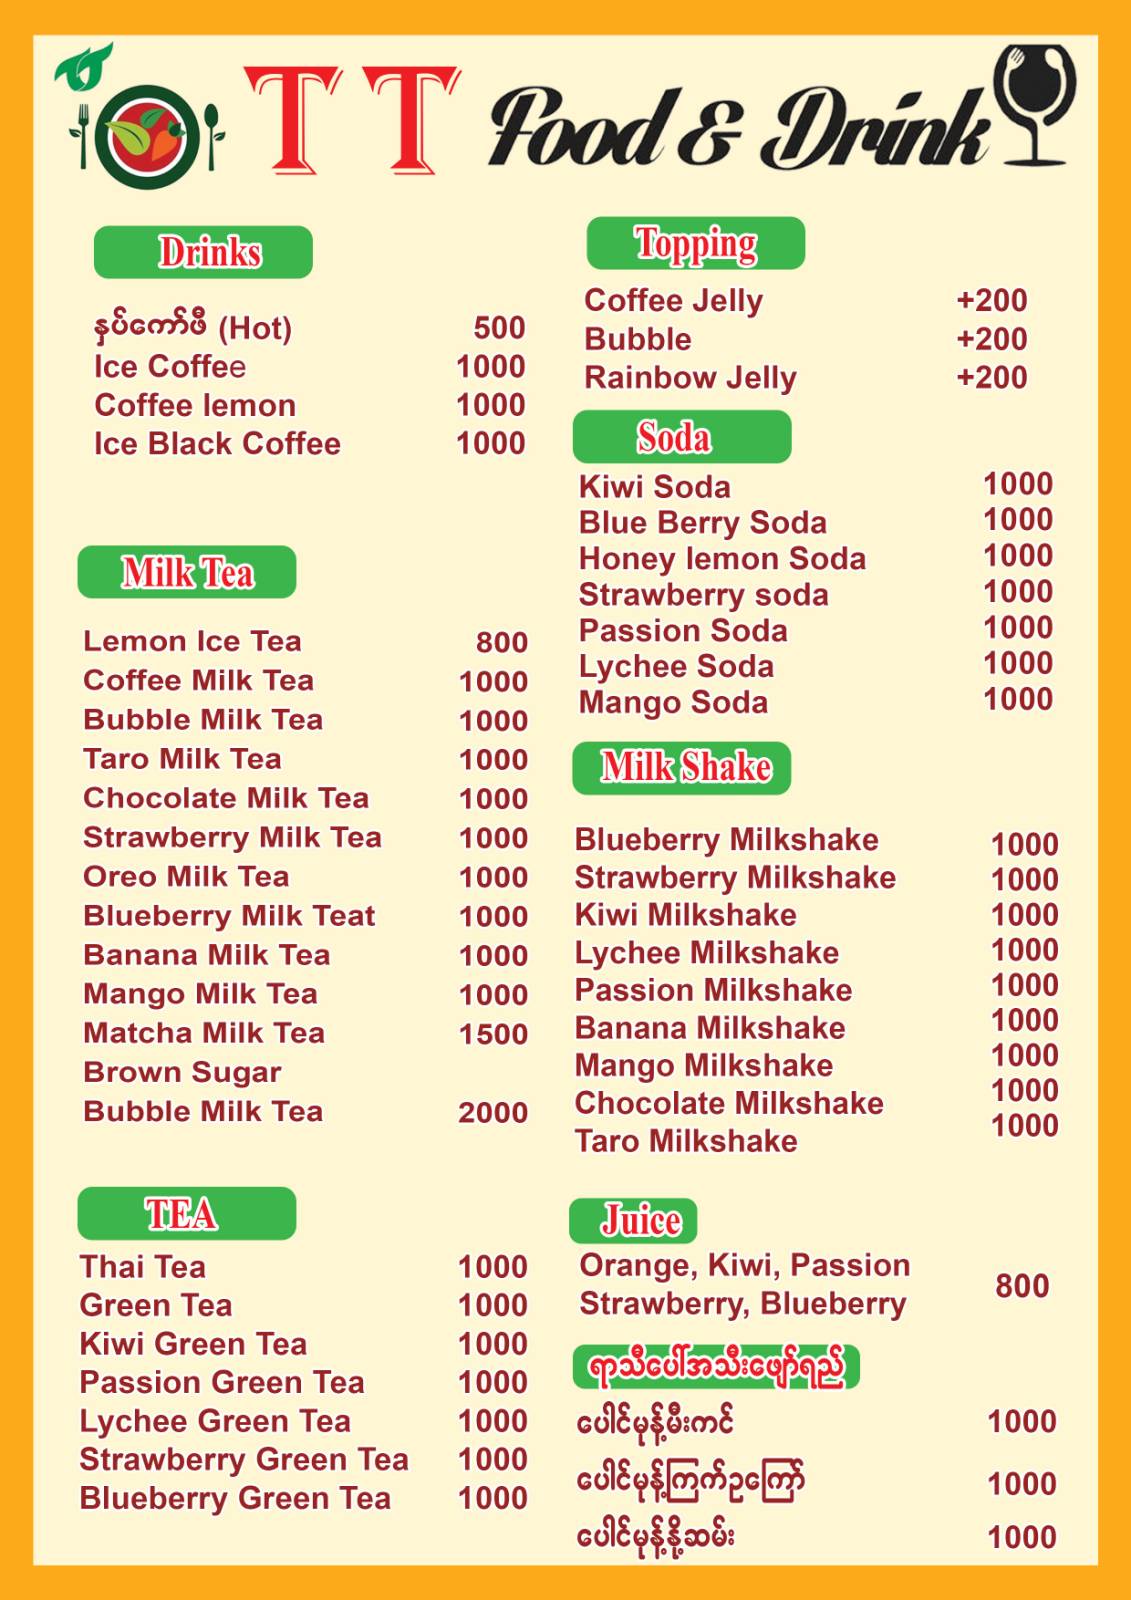 TT Food & Drink
Drinks
နှပ်ကော်ဖီ (Hot) 500
Ice Coffee 1000
Coffee lemon 1000
Ice Black Coffee 1000
Milk Tea
Lemon Ice Tea 800
Coffee Milk Tea 1000
Bubble Milk Tea 1000
Taro Milk Tea 1000
Chocolate Milk Tea 1000
Strawberry Milk Tea 1000
Oreo Milk Tea 1000
Blueberry Milk Teat 1000
Banana Milk Tea 1000
Mango Milk Tea 1000
Matcha Milk Tea 1500
Brown Sugar
Bubble Milk Tea 2000
TEA
Thai Tea 1000
Green Tea 1000
Kiwi Green Tea 1000
Passion Green Tea 1000
Lychee Green Tea 1000
Strawberry Green Tea 1000
Blueberry Green Tea 1000
Topping
Coffee Jelly +200
Bubble +200
Rainbow Jelly +200
Soda
Kiwi Soda 1000
Blue Berry Soda 1000
Honey lemon Soda 1000
Strawberry soda 1000
Passion Soda 1000
Lychee Soda 1000
Mango Soda 1000
Milk Shake
Blueberry Milkshake 1000
Strawberry Milkshake 1000
Kiwi Milkshake 1000
Lychee Milkshake 1000
Passion Milkshake 1000
Banana Milkshake 1000
Mango Milkshake 1000
Chocolate Milkshake 1000
Taro Milkshake 1000
Juice
Orange, Kiwi, Passion
Strawberry, Blueberry 800
ရာသီပေါ်အသီးဖျော်ရည်
ပေါင်မုန့်မီးကင် 1000
ပေါင်မုန့်ကြက်ဥကြော် 1000
ပေါင်မုန့်နို့ဆမ်း 1000